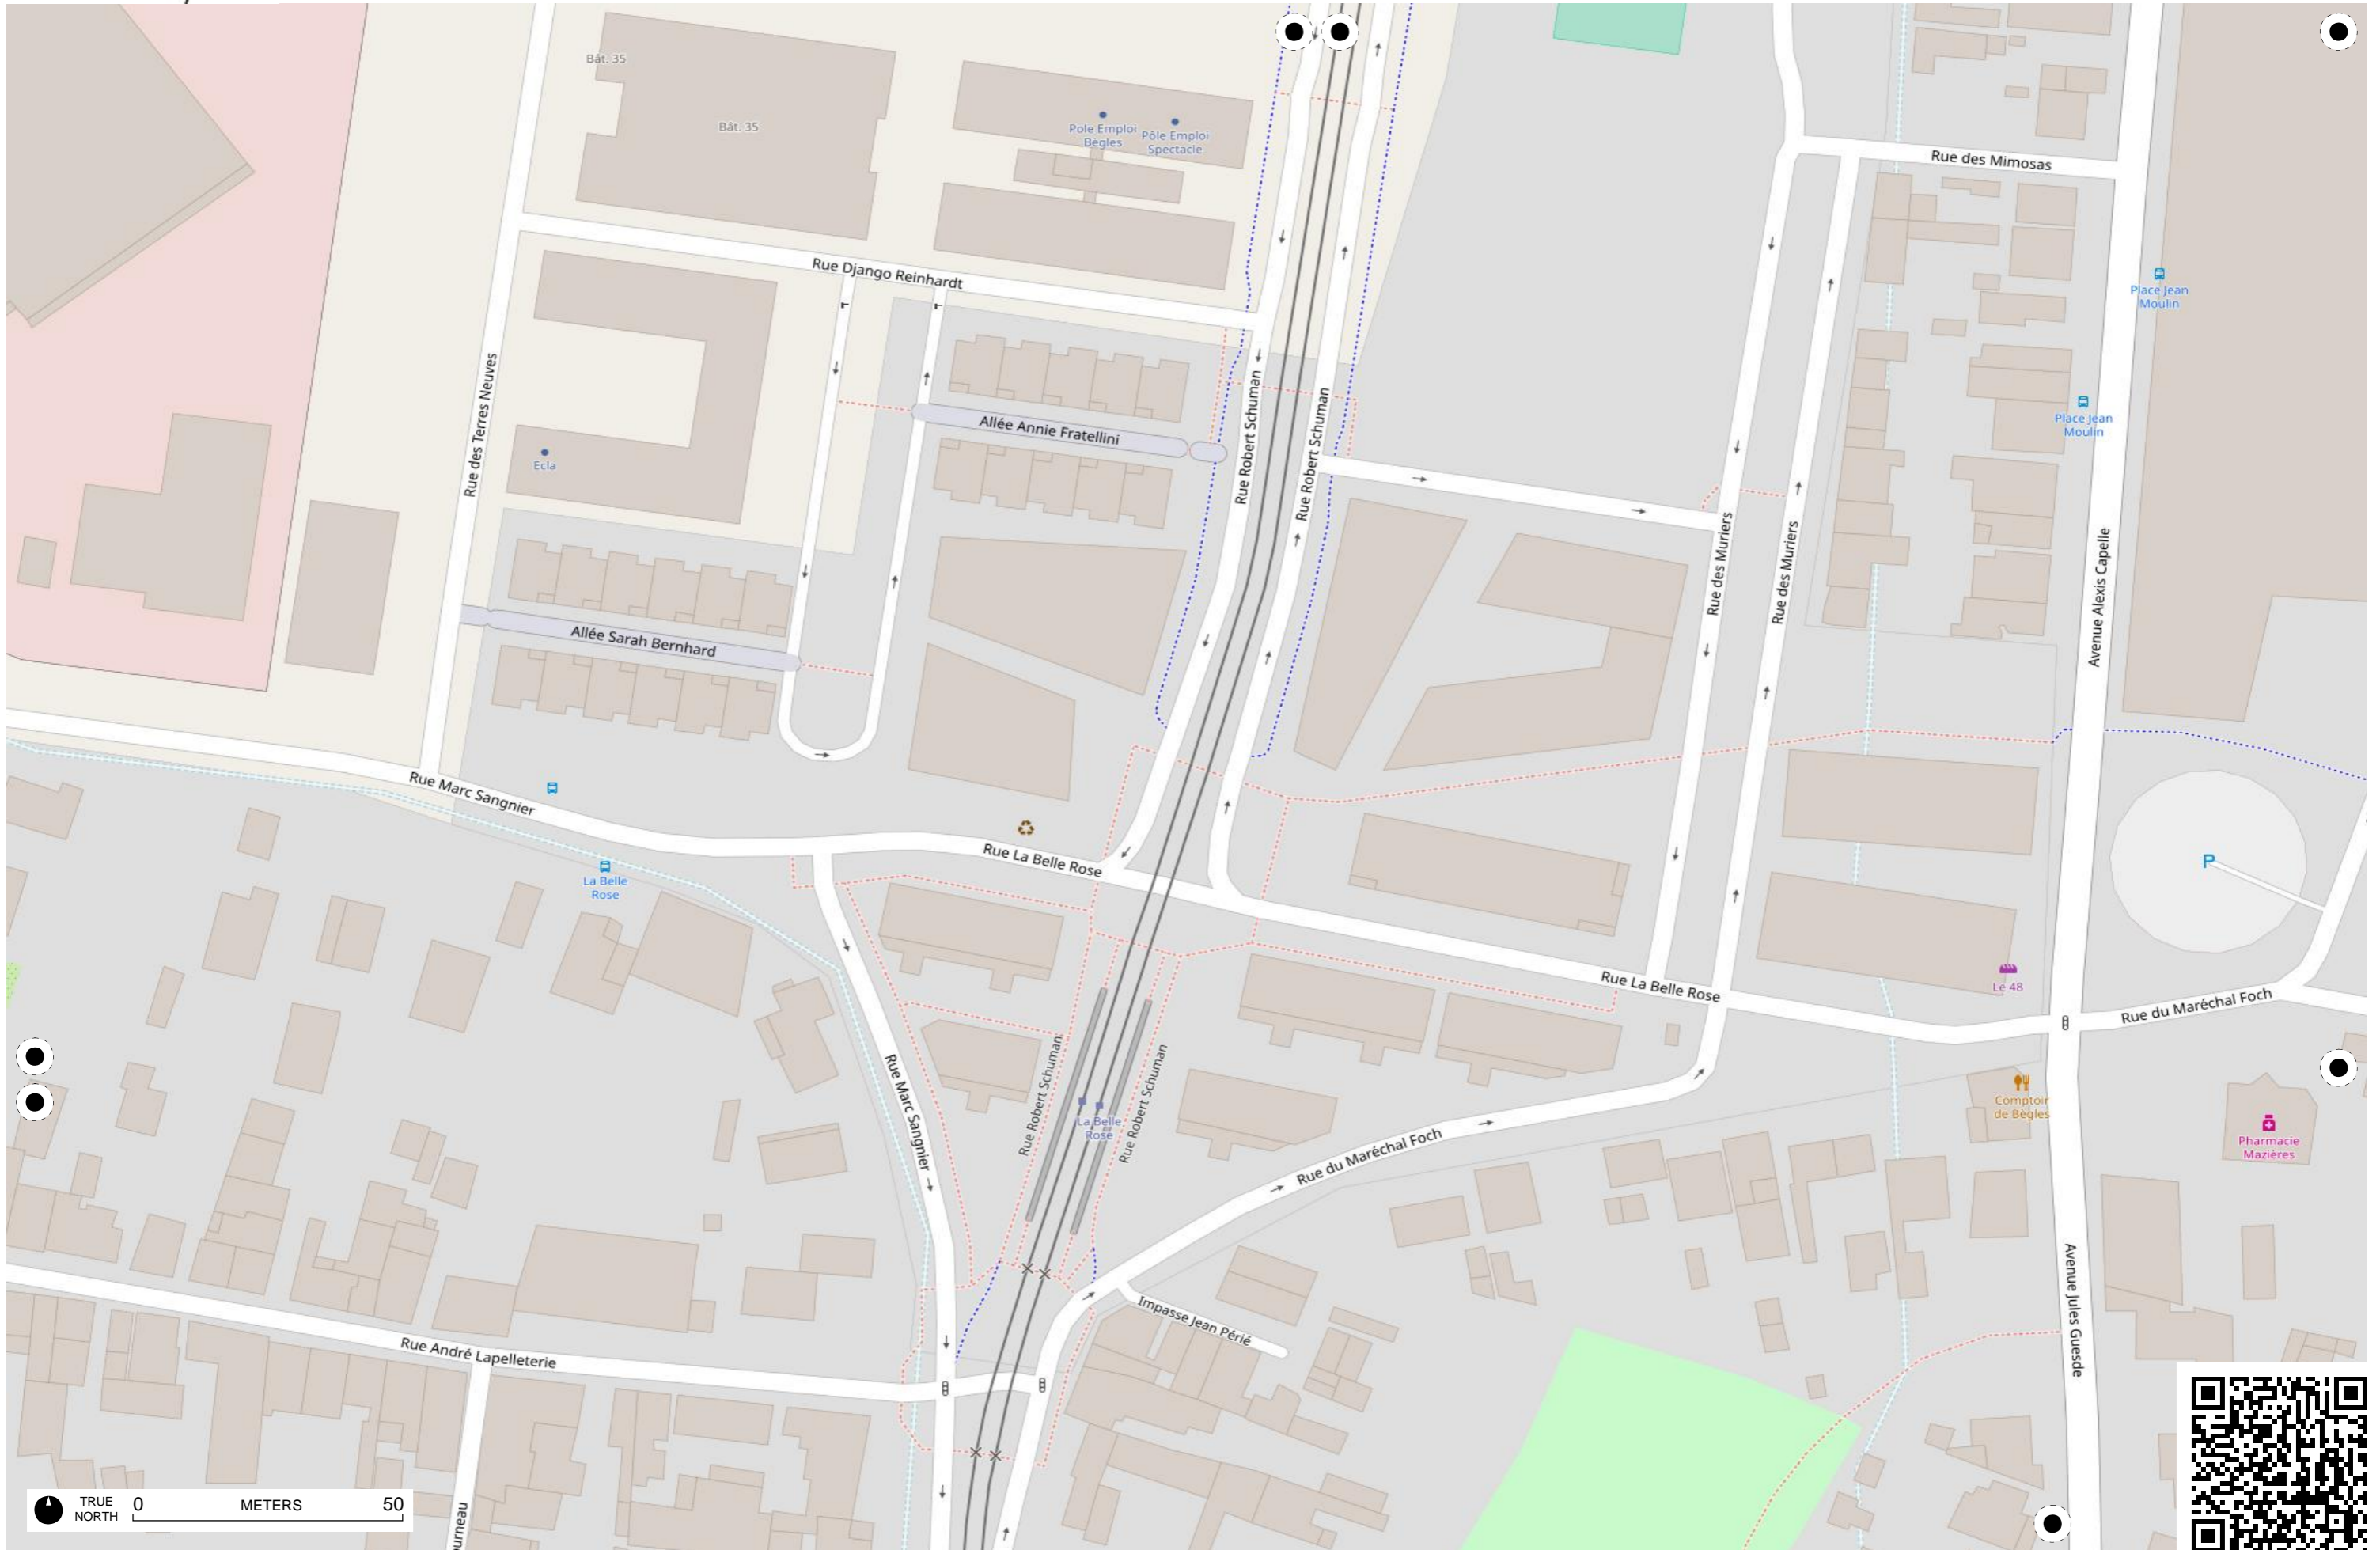 Bât. 35
Bât. 35
Pole Emploi
Bègles
Pôle Emploi
Spectacle
Rue des Mimosas
Rue Django Reinhardt
Place Jean
Moulin
Rue des Terres Neuves
Allée Annie Fratellini
Rue Robert Schuman
Rue Robert Schuman
Place Jean
Moulin
Ecla
Rue des Muriers
Rue des Muriers
Avenue Alexis Capelle
Allée Sarah Bernhard
Rue Marc Sangnier
Rue La Belle Rose
La Belle
Rose
P
Rue La Belle Rose
Le 48
Rue du Maréchal Foch
Rue Marc Sangnier
Rue Robert Schuman
Rue Robert Schuman
La Belle
Rose
Comptoir
de Bègles
Pharmacie
Mazières
Rue du Maréchal Foch
Impasse Jean Périé
Avenue Jules Guesde
Rue André Lapelleterie
urneau
TRUE
NORTH
0 METERS 50